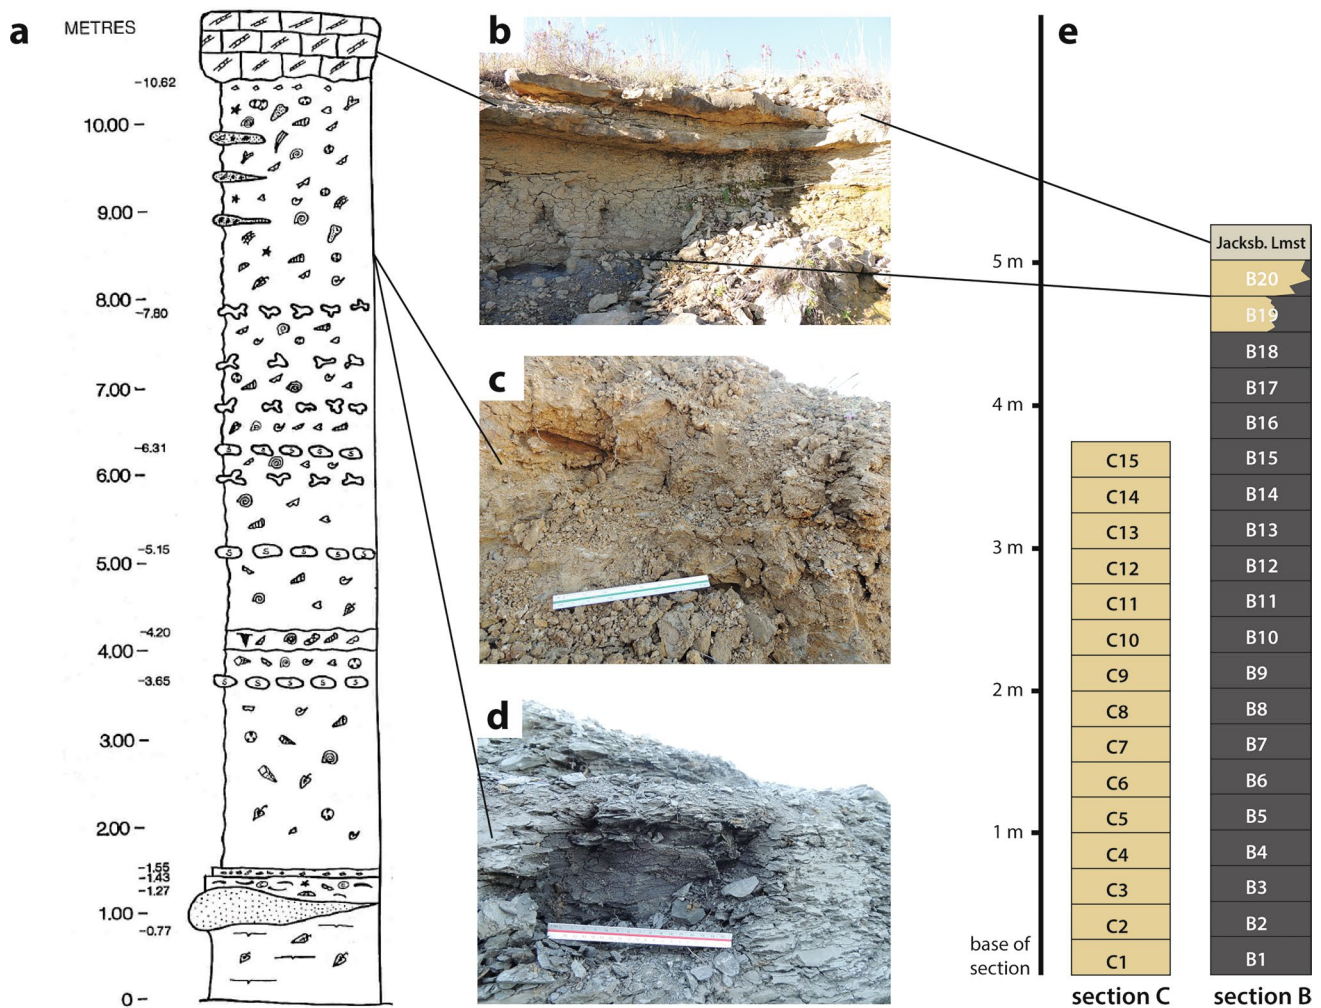 a
METRES
-10.62
10.00 -
9.00 -
8.00 -
-7.80
7.00 -
-6.31
6.00 -
-5.15
5.00 -
-4.20
4.00 -
-3.65
3.00 -
2.00 -
-1.55
-1.43
-1.27
1.00 -
-0.77
0 -
S S S S S
S S S S S
S S S S S
b
c
d
e
5 m
4 m
3 m
2 m
1 m
base of
section
C15
C14
C13
C12
C11
C10
C9
C8
C7
C6
C5
C4
C3
C2
C1
section C
Jacksb. Lmst
B20
B19
B18
B17
B16
B15
B14
B13
B12
B11
B10
B9
B8
B7
B6
B5
B4
B3
B2
B1
section B